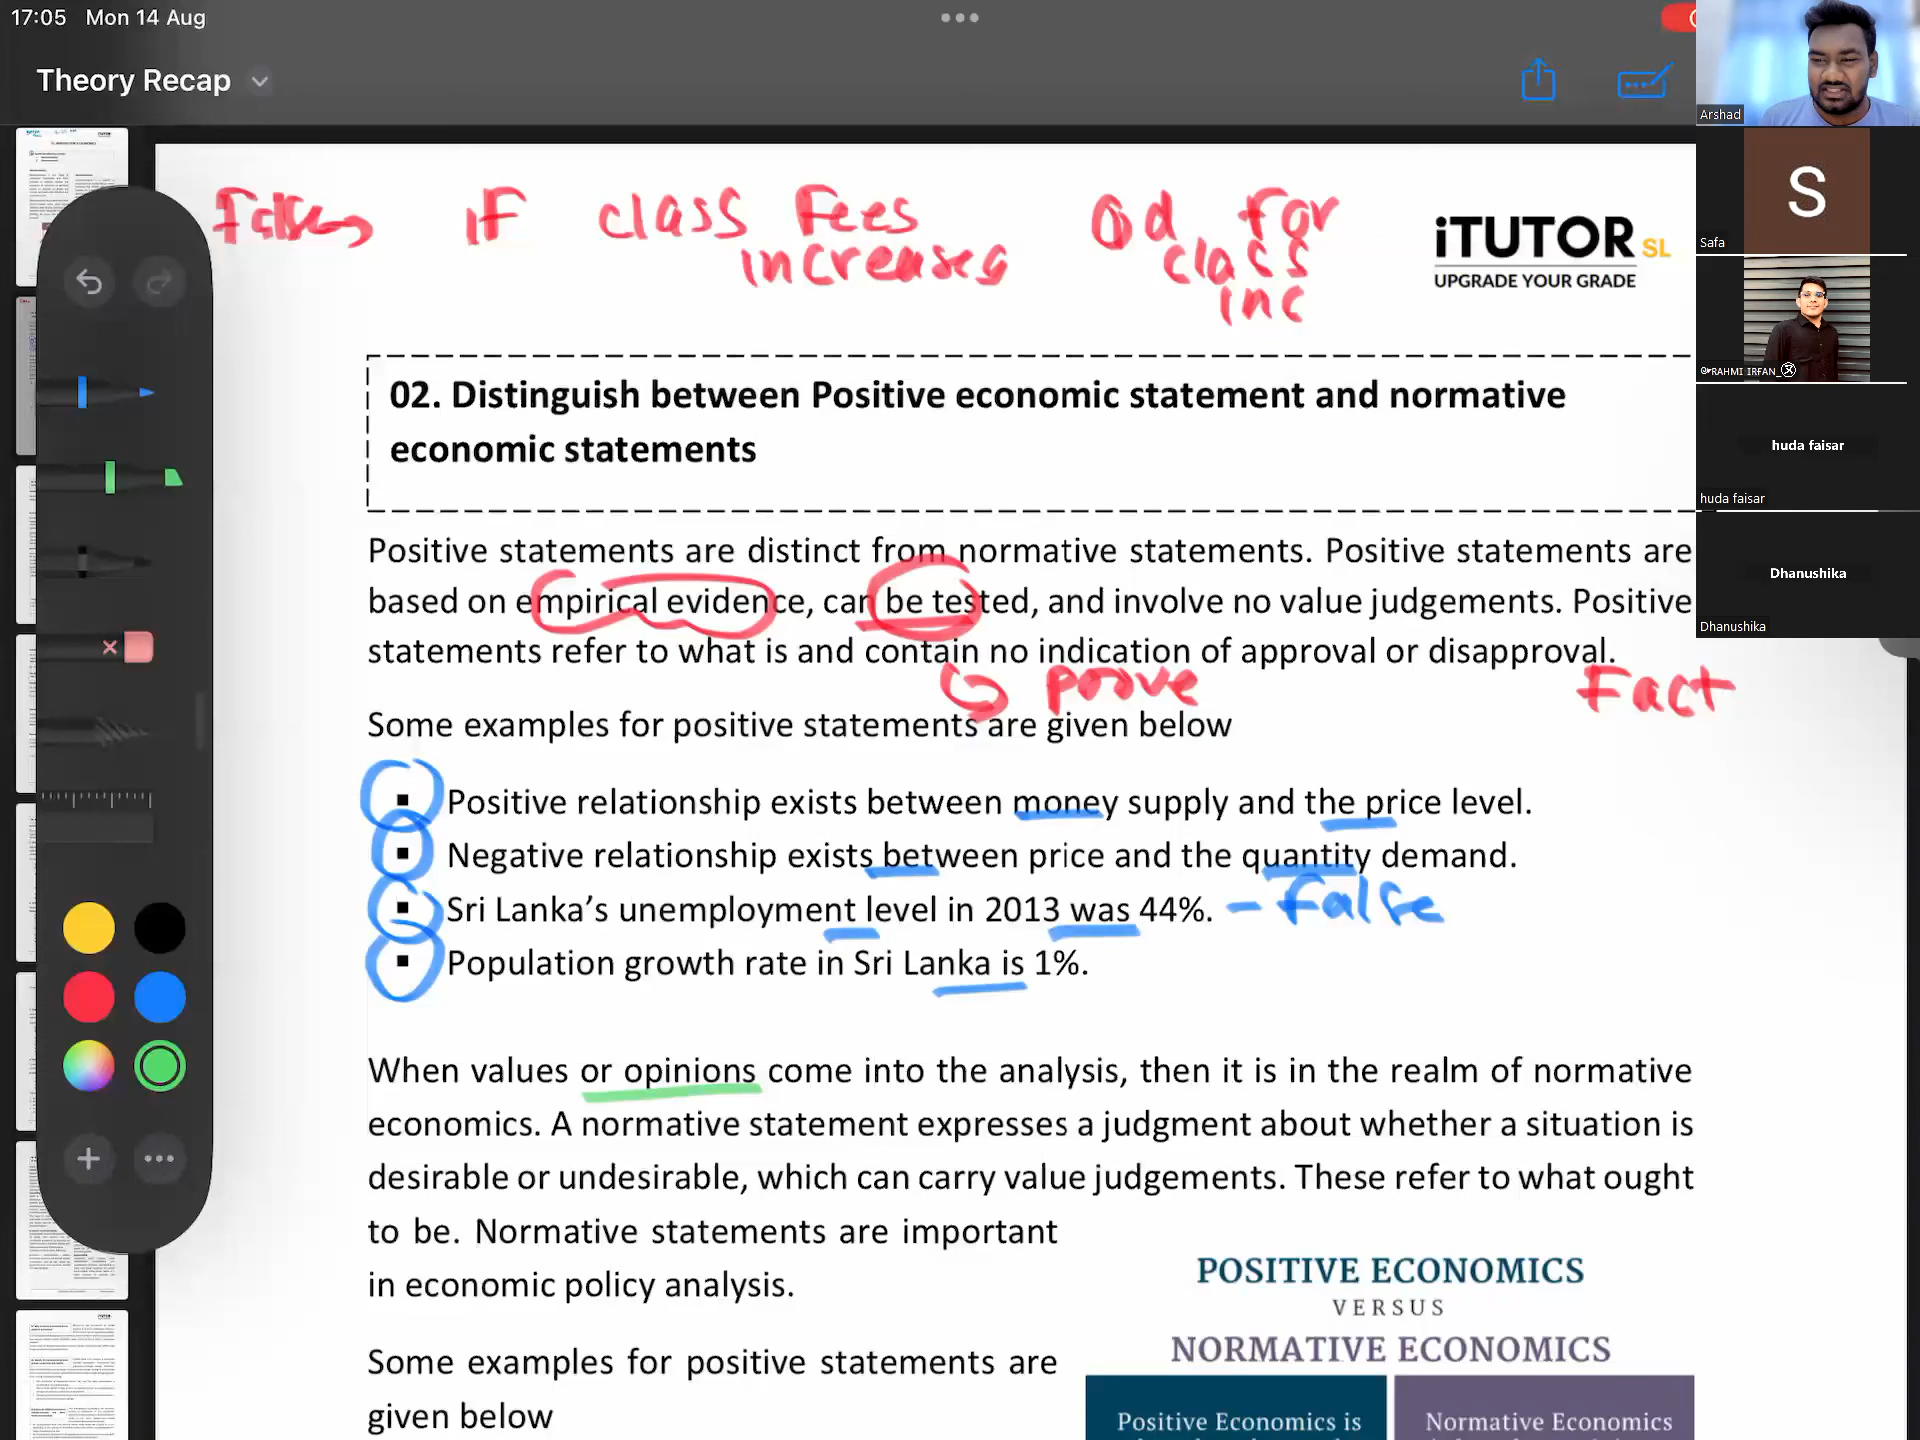 17:05 Mon 14 Aug
Theory Recap
IF class Fees increases Qd for class inc
iTUTOR SL
UPGRADE YOUR GRADE
02. Distinguish between Positive economic statement and normative
economic statements
Positive statements are distinct from normative statements. Positive statements are
based on empirical evidence, can be tested, and involve no value judgements. Positive
statements refer to what is and contain no indication of approval or disapproval.
prove
Fact
Some examples for positive statements are given below
▪ Positive relationship exists between money supply and the price level.
▪ Negative relationship exists between price and the quantity demand.
▪ Sri Lanka’s unemployment level in 2013 was 44%. - False
▪ Population growth rate in Sri Lanka is 1%.
When values or opinions come into the analysis, then it is in the realm of normative
economics. A normative statement expresses a judgment about whether a situation is
desirable or undesirable, which can carry value judgements. These refer to what ought
to be. Normative statements are important
in economic policy analysis.
Some examples for positive statements are
given below
POSITIVE ECONOMICS
VERSUS
NORMATIVE ECONOMICS
Positive Economics is
Normative Economics
Arshad
S
Safa
RAHMI IRFAN_
huda faisar
huda faisar
Dhanushika
Dhanushika